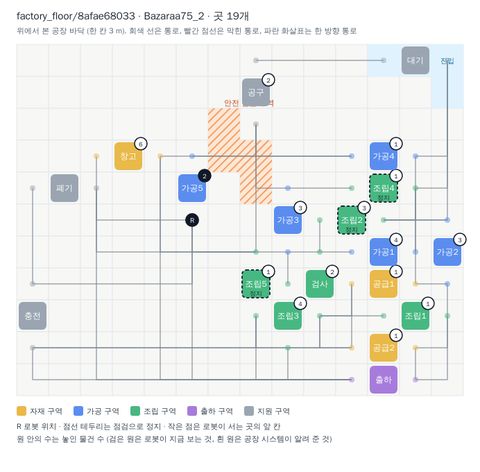 factory_floor/8afae68033 · Bazaraa75_2 · 곳 19개
위에서 본 공장 바닥 (한 칸 3 m). 회색 선은 통로, 빨간 점선은 막힌 통로, 파란 화살표는 한 방향 통로
대기
진입
2
공구
안전
역
6
창고
1
가공4
2
가공5
1
조립4
정지
폐기
R
3
가공3
3
조립2
정지
4
가공1
3
가공2
1
조립5
정지
2
검사
1
공급1
충전
4
조립3
1
조립1
1
공급2
출하
자재 구역
가공 구역
조립 구역
출하 구역
지원 구역
R 로봇 위치 · 점선 테두리는 점검으로 정지 · 작은 점은 로봇이 서는 곳의 앞 칸
원 안의 수는 놓인 물건 수 (검은 원은 로봇이 지금 보는 것, 흰 원은 공장 시스템이 알려 준 것)